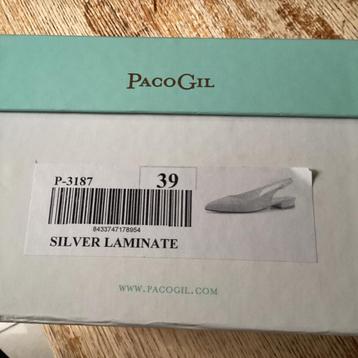 PACOGIL
P-3187 39
8433747178954
SILVER LAMINATE
WWW.PACOGIL.COM